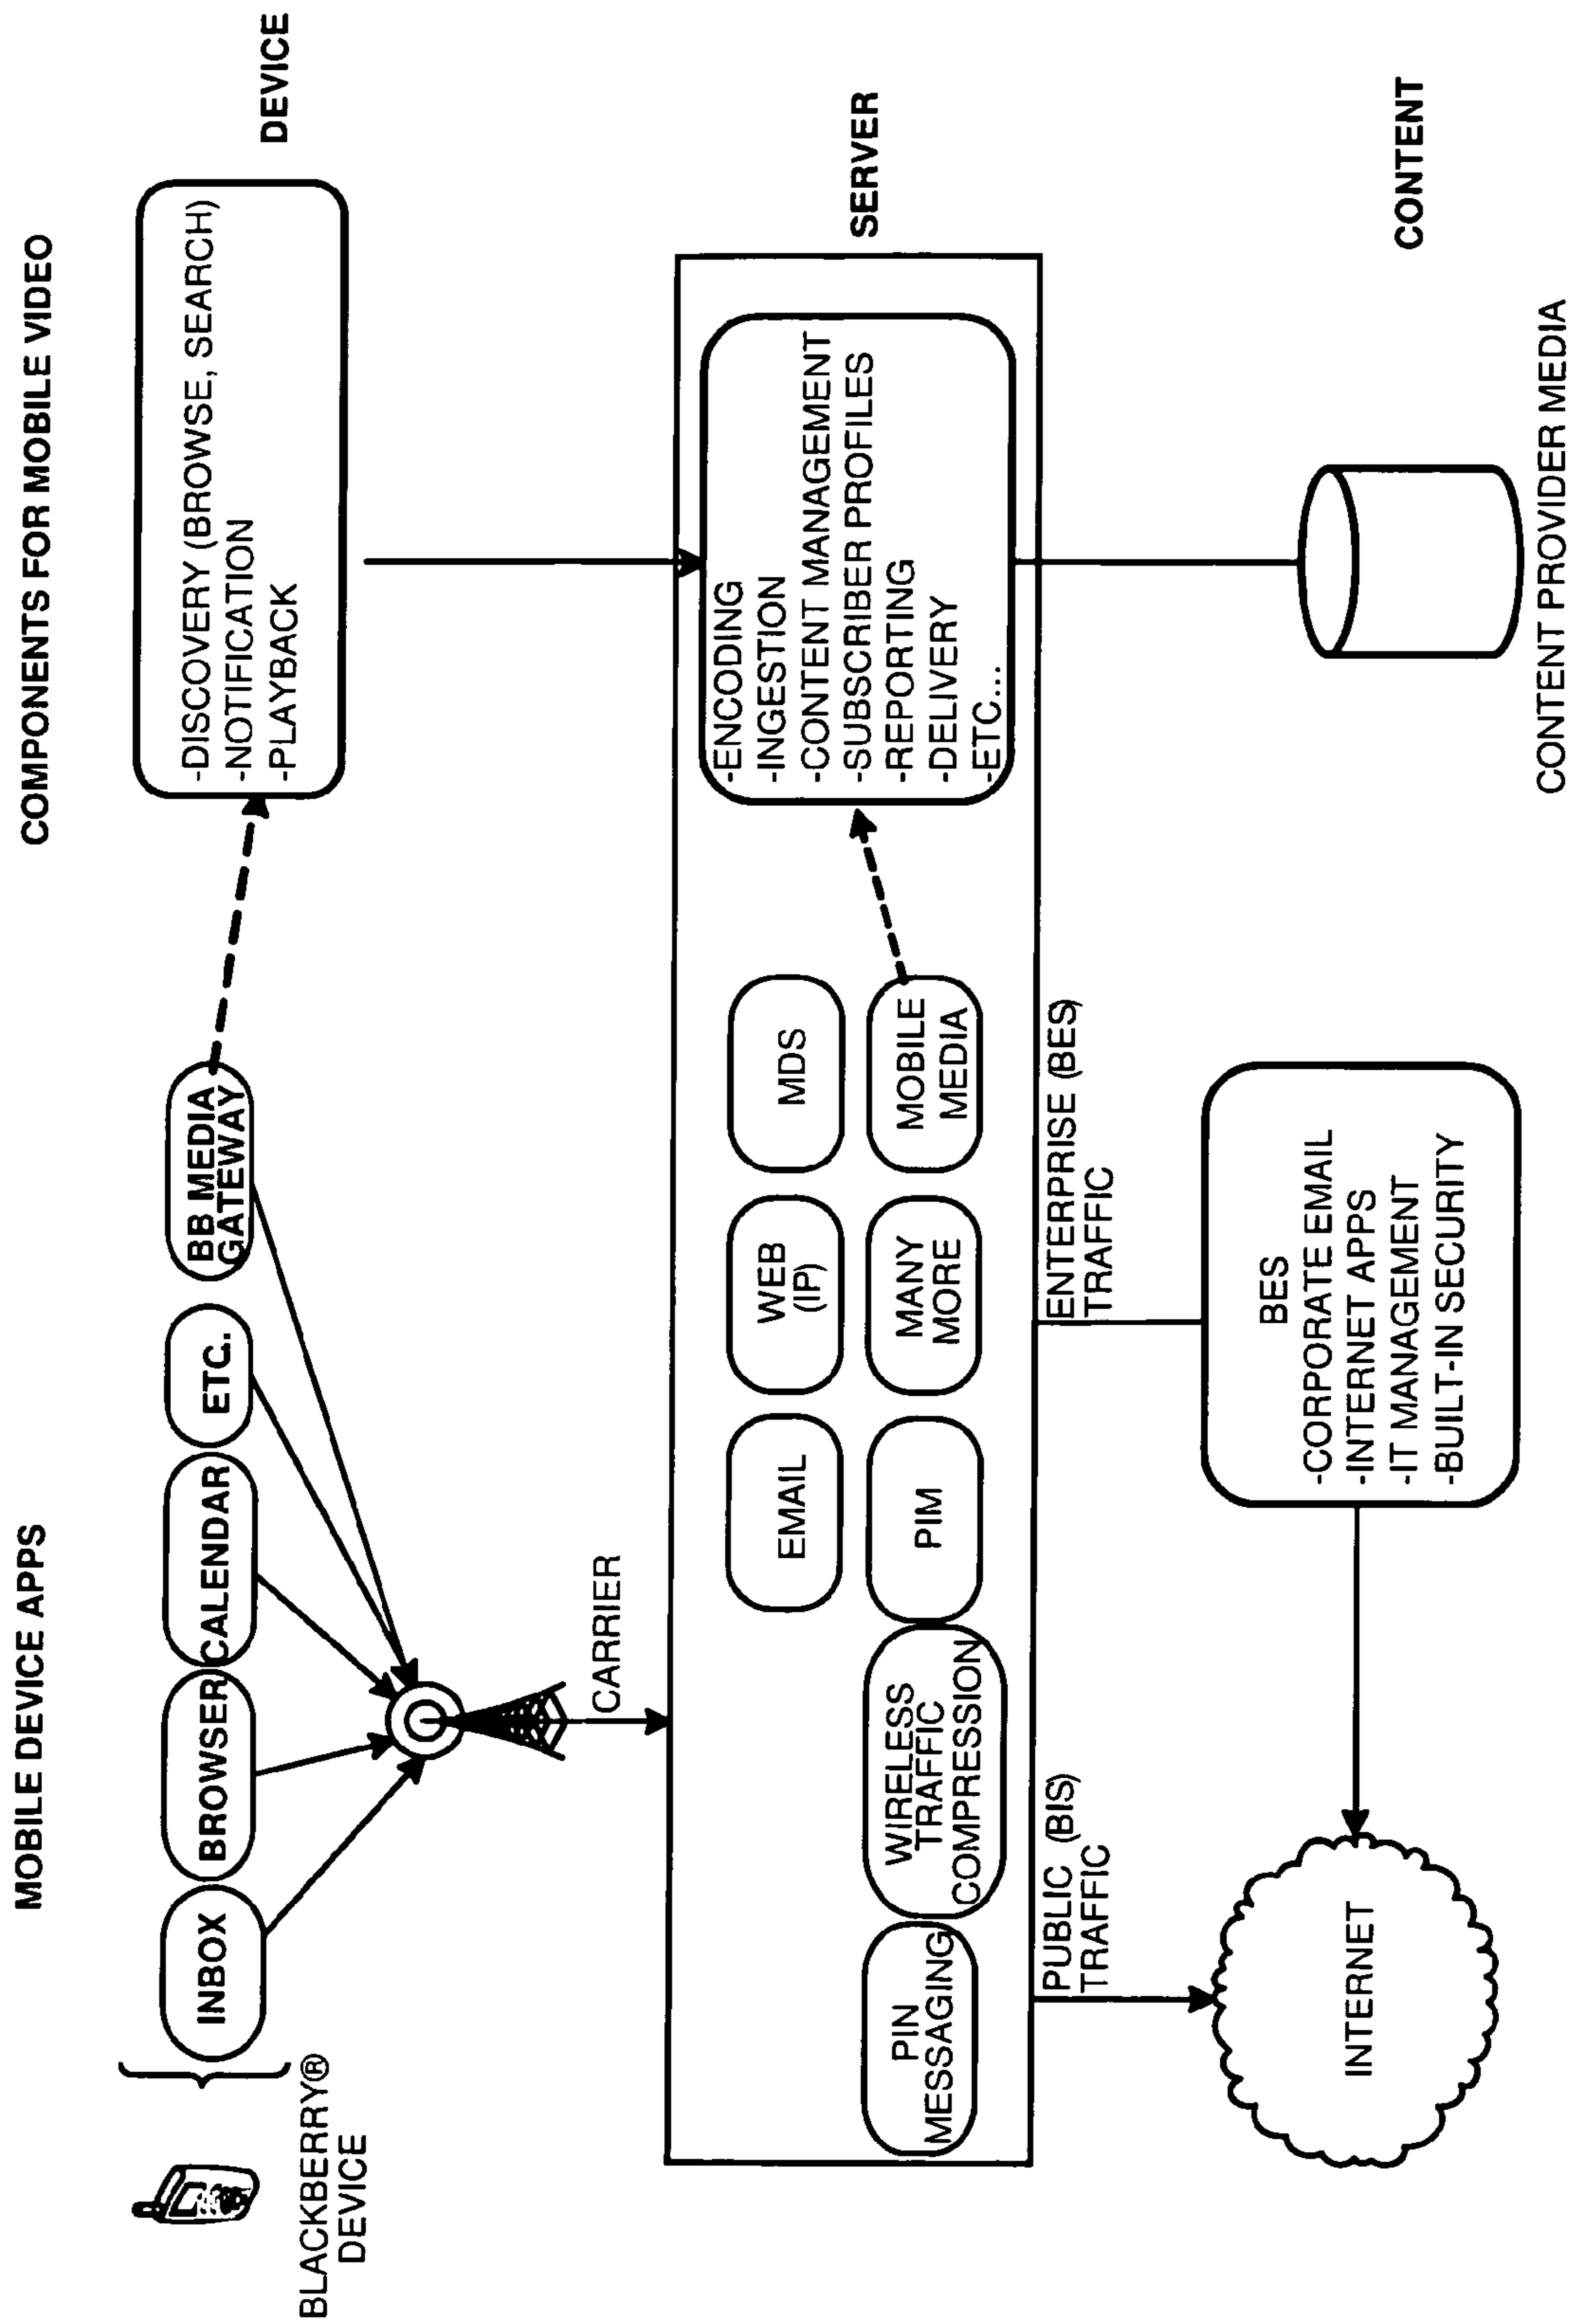 MOBILE DEVICE APPS
COMPONENTS FOR MOBILE VIDEO
BLACKBERRY®
DEVICE
INBOX
BROWSER
CALENDAR
ETC.
BB MEDIA
GATEWAY
-DISCOVERY (BROWSE, SEARCH)
-NOTIFICATION
-PLAYBACK
DEVICE
CARRIER
EMAIL
WEB
(IP)
MDS
PIN
MESSAGING
WIRELESS
TRAFFIC
COMPRESSION
PIM
MANY
MORE
MOBILE
MEDIA
-ENCODING
-INGESTION
-CONTENT MANAGEMENT
-SUBSCRIBER PROFILES
-REPORTING
-DELIVERY
-ETC...
SERVER
PUBLIC (BIS)
TRAFFIC
ENTERPRISE (BES)
TRAFFIC
INTERNET
BES
-CORPORATE EMAIL
-INTERNET APPS
-IT MANAGEMENT
-BUILT-IN SECURITY
CONTENT
CONTENT PROVIDER MEDIA